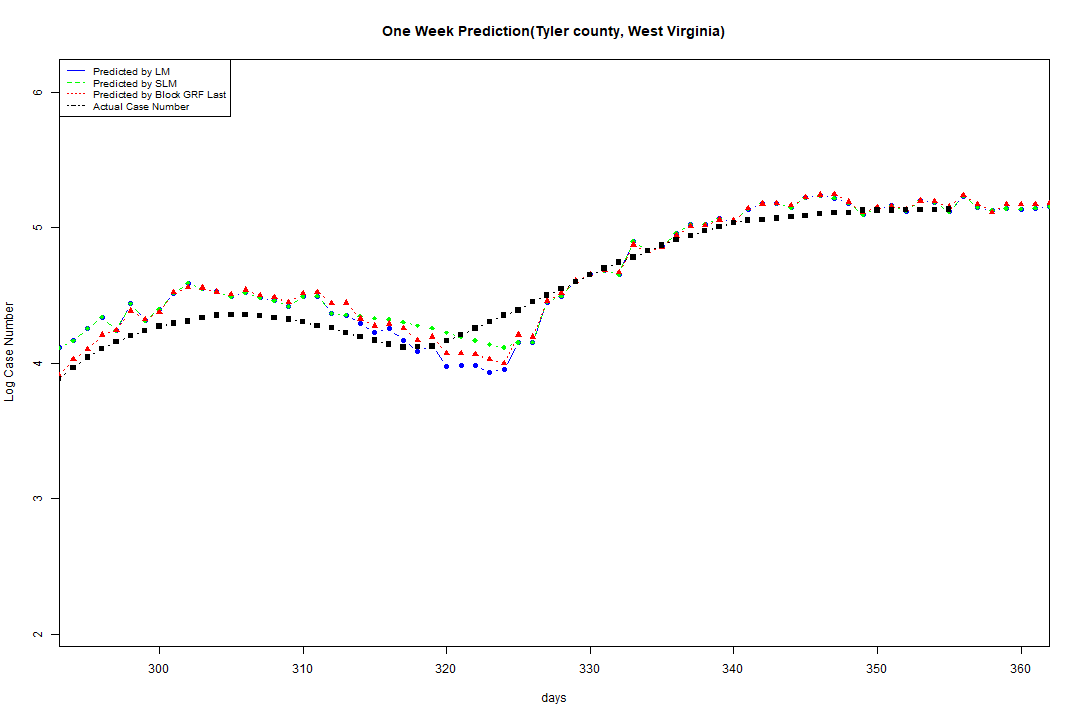 One Week Prediction(Tyler county, West Virginia)
Predicted by LM
Predicted by SLM
Predicted by Block GRF Last
Actual Case Number
6
5
4
3
2
Log Case Number
300 310 320 330 340 350 360
days